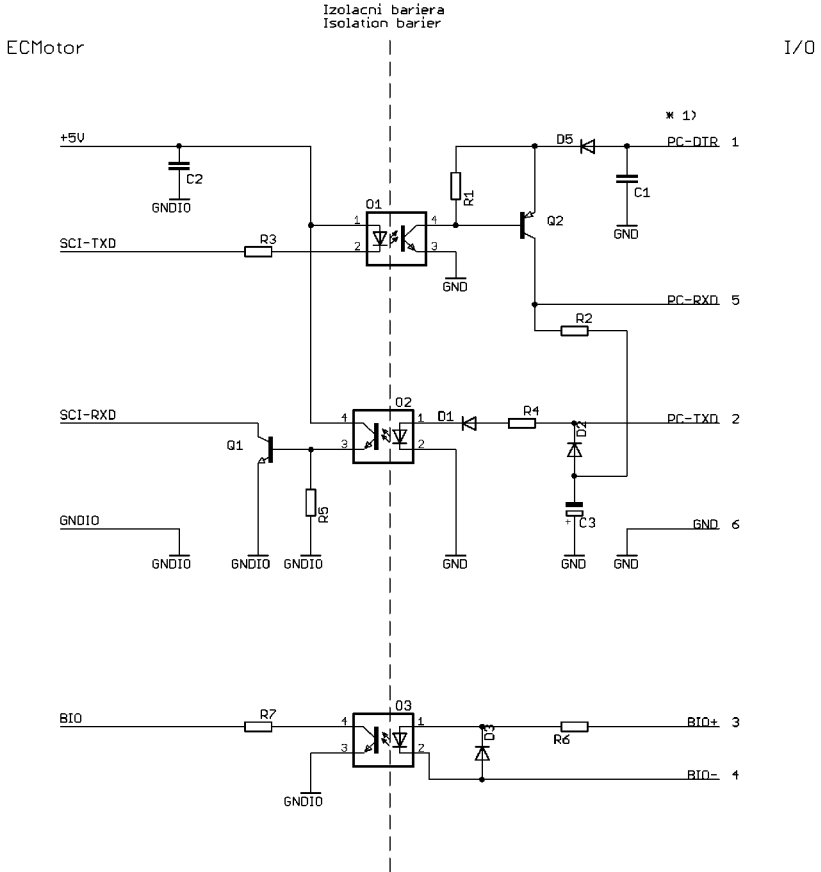 Izolacni bariera
Isolation barier
ECMotor
I/O
* 1)
+5V
D5
PC-DTR 1
C2
GNDIO
R1
C1
O1
Q2
GND
1
4
SCI-TXD
R3
2
3
GND
PC-RXD 5
R2
O2
SCI-RXD
4
1
D1
R4
D2
PC-TXD 2
Q1
3
2
R5
+
C3
GNDIO
GND 6
GNDIO
GNDIO
GNDIO
GND
GND
GND
O3
BIO
R7
4
1
D3
R6
BIO+ 3
3
2
BIO- 4
GNDIO